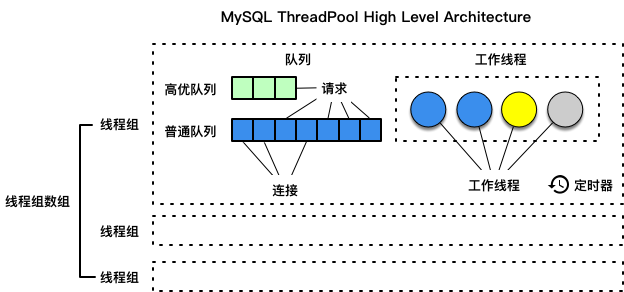 MySQL ThreadPool High Level Architecture
队列
工作线程
高优队列
请求
线程组
普通队列
工作线程
定时器
连接
线程组数组
线程组
线程组